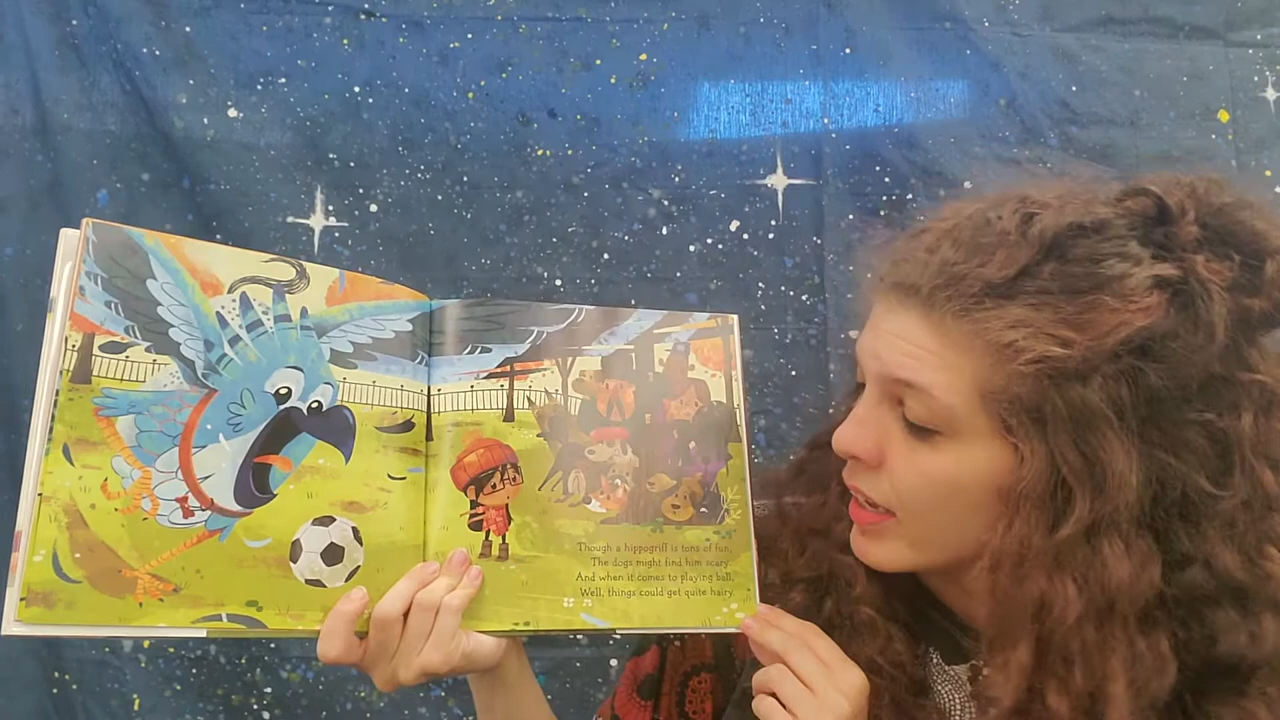 Though a hippogriff is tons of fun,
The dogs might find him scary.
And when it comes to playing ball,
Well, things could get quite hairy.